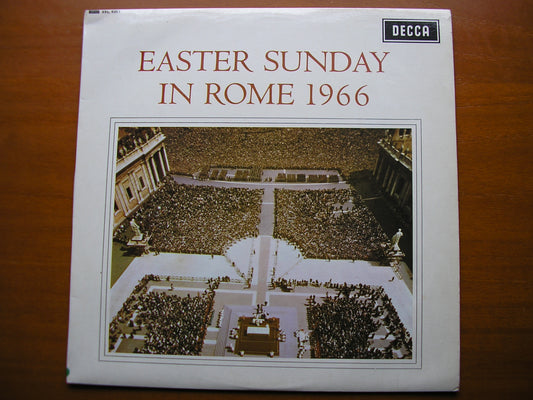 DECCA
EASTER SUNDAY
IN ROME 1966